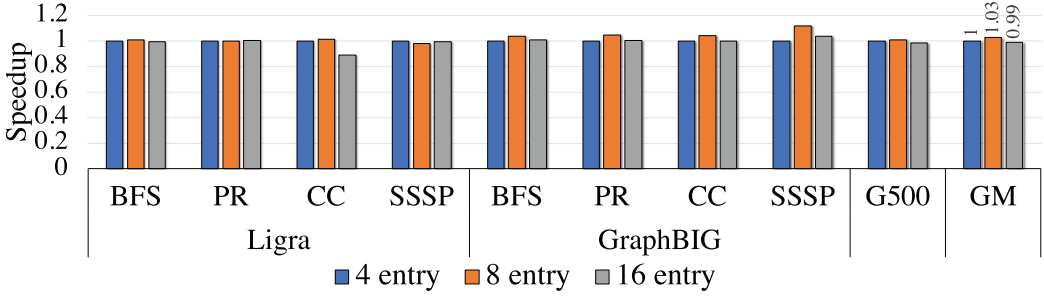 Speedup
1.2
1
0.8
0.6
0.4
0.2
0
1
1.03
0.99
BFS PR CC SSSP BFS PR CC SSSP G500 GM
Ligra GraphBIG
4 entry 8 entry 16 entry